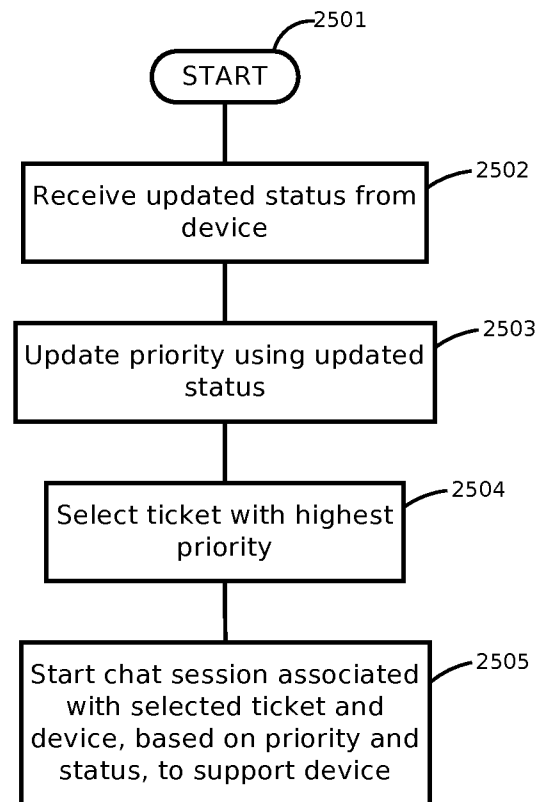 2501
START
2502
Receive updated status from
device
2503
Update priority using updated
status
2504
Select ticket with highest
priority
2505
Start chat session associated
with selected ticket and
device, based on priority and
status, to support device